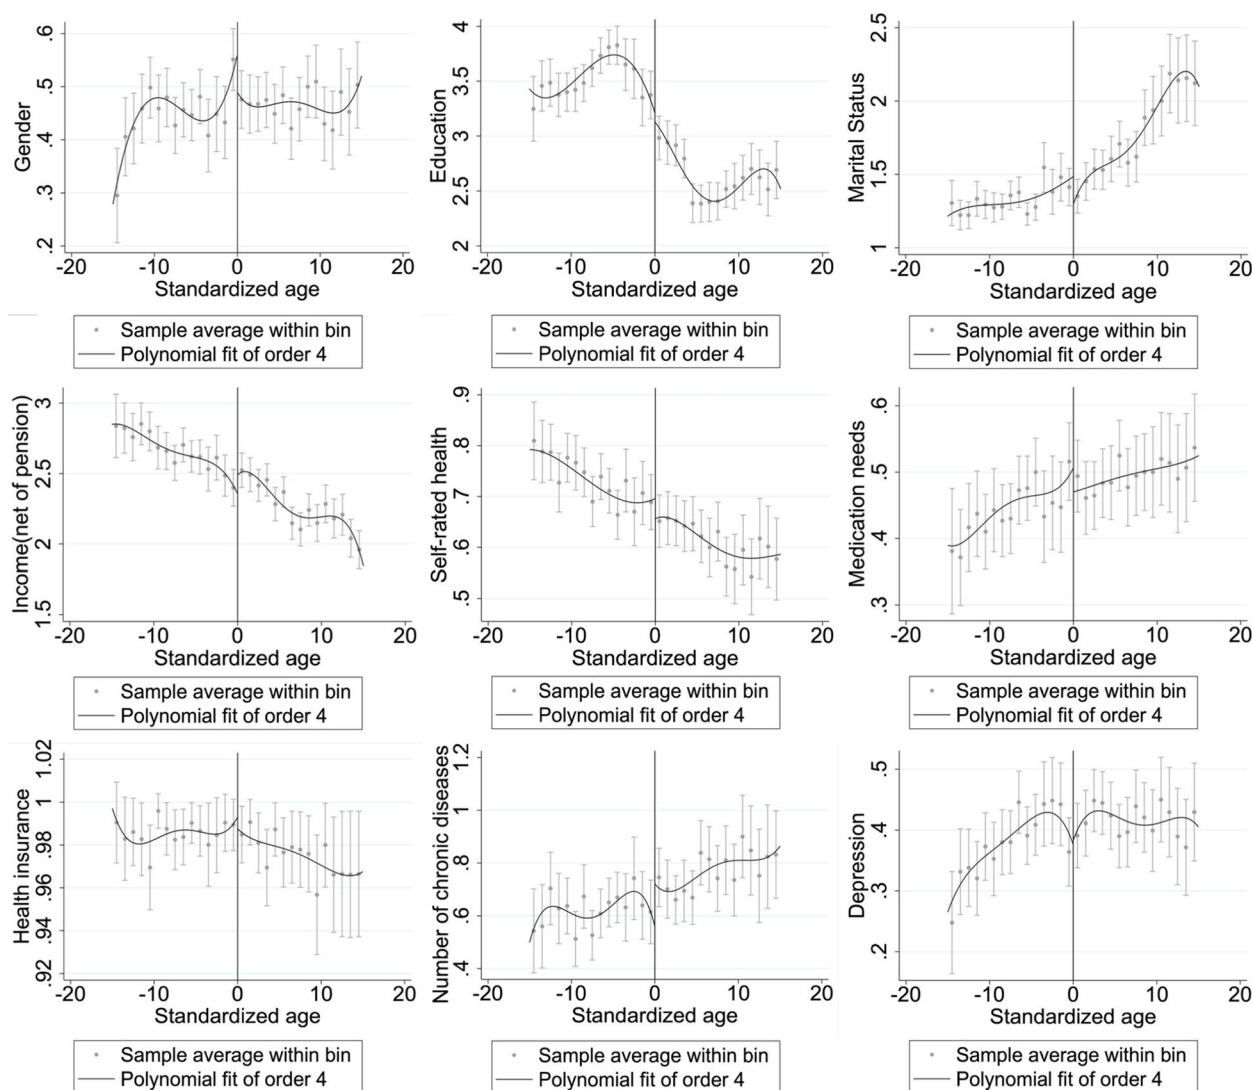 Gender
.6
.5
.4
.3
.2
-20
-10
0
10
20
Standardized age
Sample average within bin
Polynomial fit of order 4
Education
4
3.5
3
2.5
2
-20
-10
0
10
20
Standardized age
Sample average within bin
Polynomial fit of order 4
Marital Status
2.5
2
1.5
1
-20
-10
0
10
20
Standardized age
Sample average within bin
Polynomial fit of order 4
Income(net of pension)
3
2.5
2
1.5
-20
-10
0
10
20
Standardized age
Sample average within bin
Polynomial fit of order 4
Self-rated health
.9
.8
.7
.6
.5
-20
-10
0
10
20
Standardized age
Sample average within bin
Polynomial fit of order 4
Medication needs
.6
.5
.4
.3
-20
-10
0
10
20
Standardized age
Sample average within bin
Polynomial fit of order 4
Health insurance
1.02
1
.98
.96
.94
.92
-20
-10
0
10
20
Standardized age
Sample average within bin
Polynomial fit of order 4
Number of chronic diseases
1.2
1
.8
.6
.4
-20
-10
0
10
20
Standardized age
Sample average within bin
Polynomial fit of order 4
Depression
.5
.4
.3
.2
-20
-10
0
10
20
Standardized age
Sample average within bin
Polynomial fit of order 4